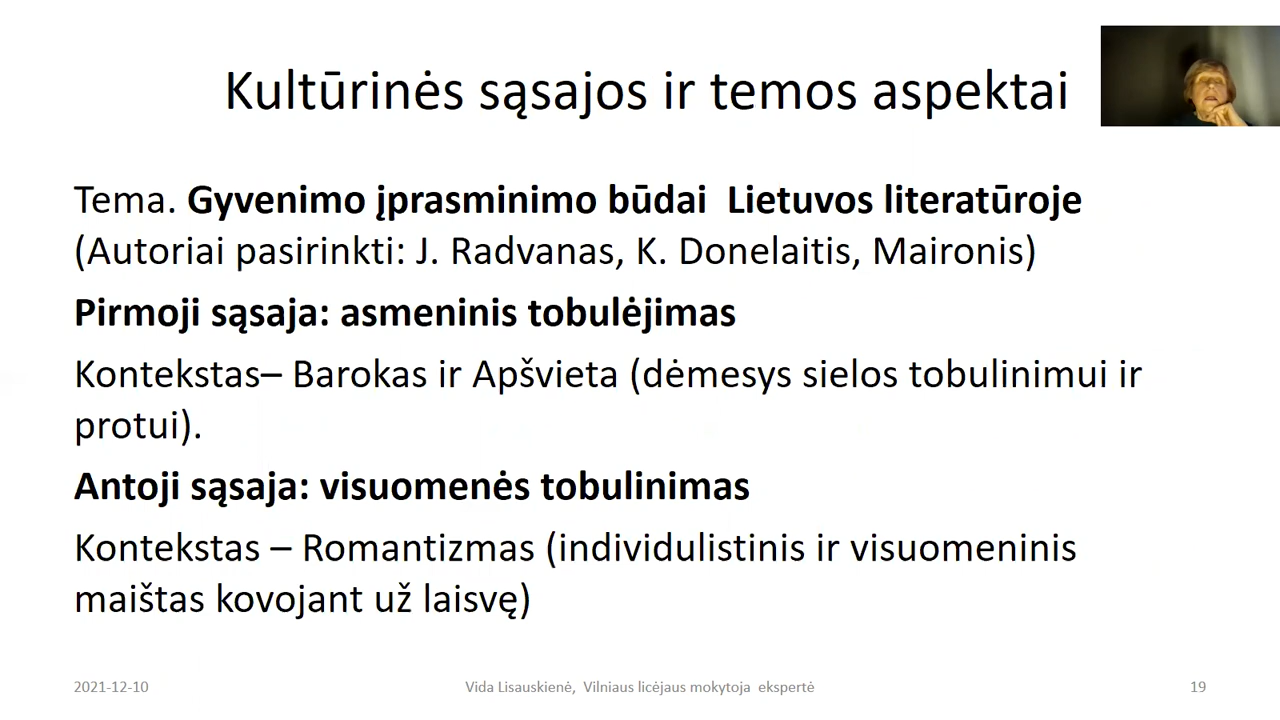 Kultūrinės sąsajos ir temos aspektai
Tema. Gyvenimo įprasminimo būdai  Lietuvos literatūroje
(Autoriai pasirinkti: J. Radvanas, K. Donelaitis, Maironis)
Pirmoji sąsaja: asmeninis tobulėjimas
Kontekstas– Barokas ir Apšvieta (dėmesys sielos tobulinimui ir
protui).
Antoji sąsaja: visuomenės tobulinimas
Kontekstas – Romantizmas (individulistinis ir visuomeninis
maištas kovojant už laisvę)
2021-12-10
Vida Lisauskienė,  Vilniaus licėjaus mokytoja  ekspertė
19